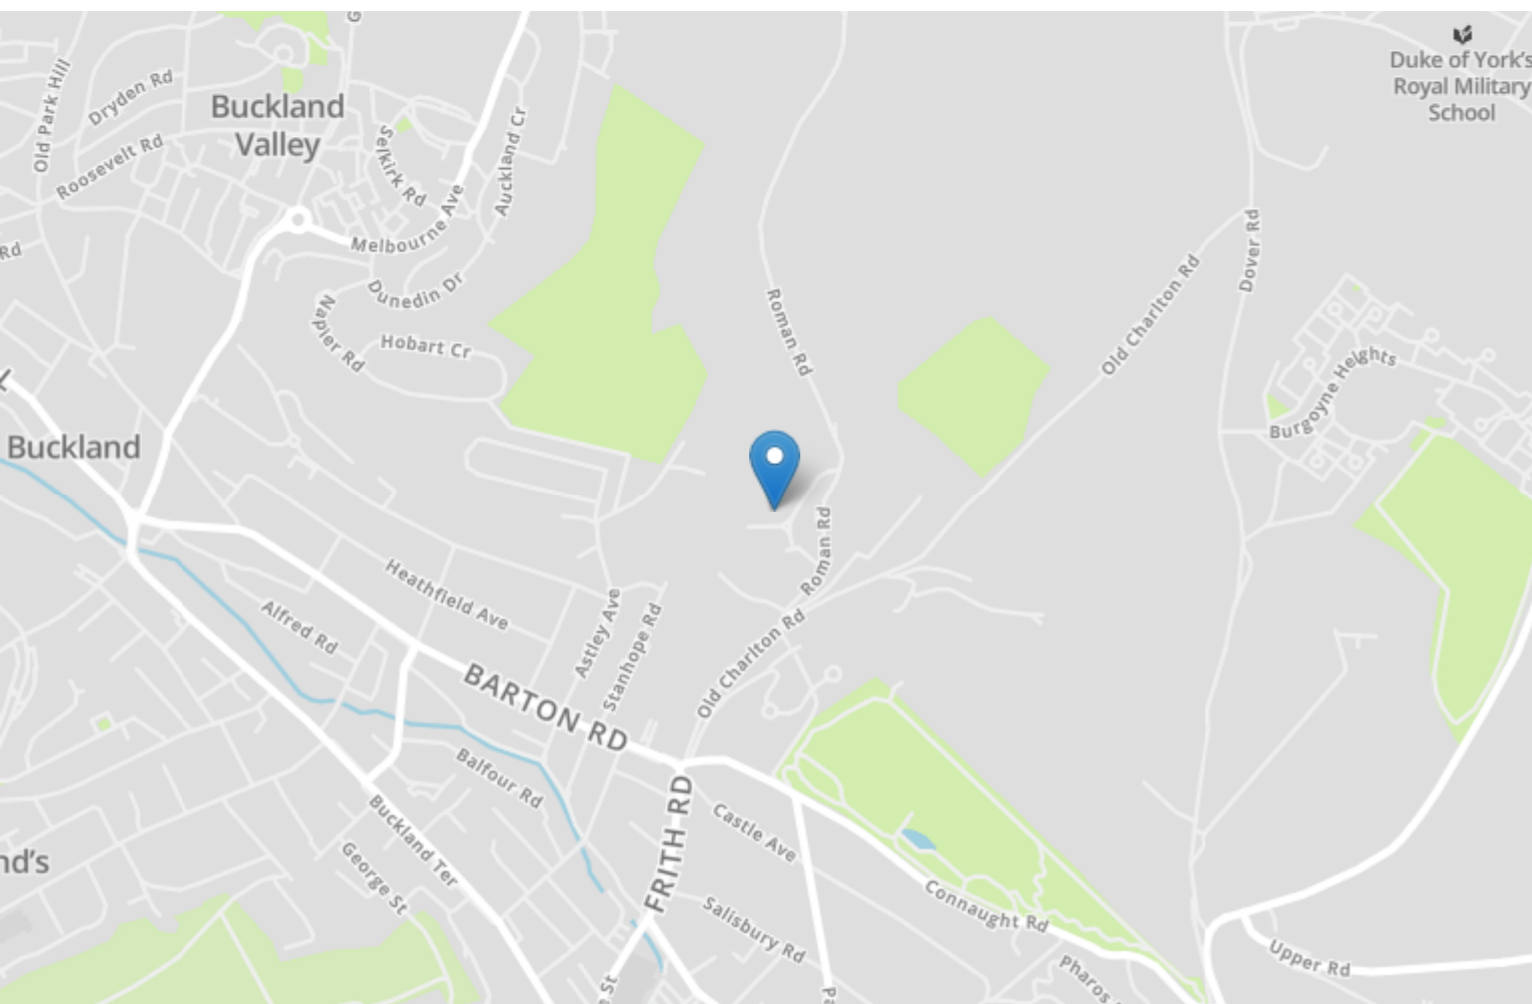 Duke of York's
Royal Military
School
Old Park Hill
Dryden Rd
Buckland
Valley
Roosevelt Rd
Selkirk Rd
Auckland Cr
Melbourne Ave
Rd
Dunedin Dr
Napier Rd
Hobart Cr
Roman Rd
Old Charlton Rd
Dover Rd
Burgoyne Heights
Buckland
Roman Rd
Heathfield Ave
Alfred Rd
Astley Ave
Stanhope Rd
Old Charlton Rd
BARTON RD
Balfour Rd
FRITH RD
Castle Ave
Buckland Ter
George St
nd's
Connaught Rd
Salisbury Rd
Upper Rd
Pharos
e St
Pe